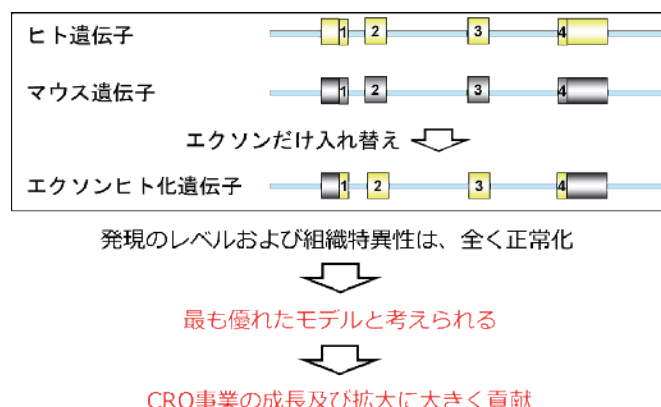 ヒト遺伝子 1 2 3 4
マウス遺伝子 1 2 3 4
エクソンだけ入れ替え
エクソンヒト化遺伝子 1 2 3 4
発現のレベルおよび組織特異性は、全く正常化
最も優れたモデルと考えられる
CRO事業の成長及び拡大に大きく貢献